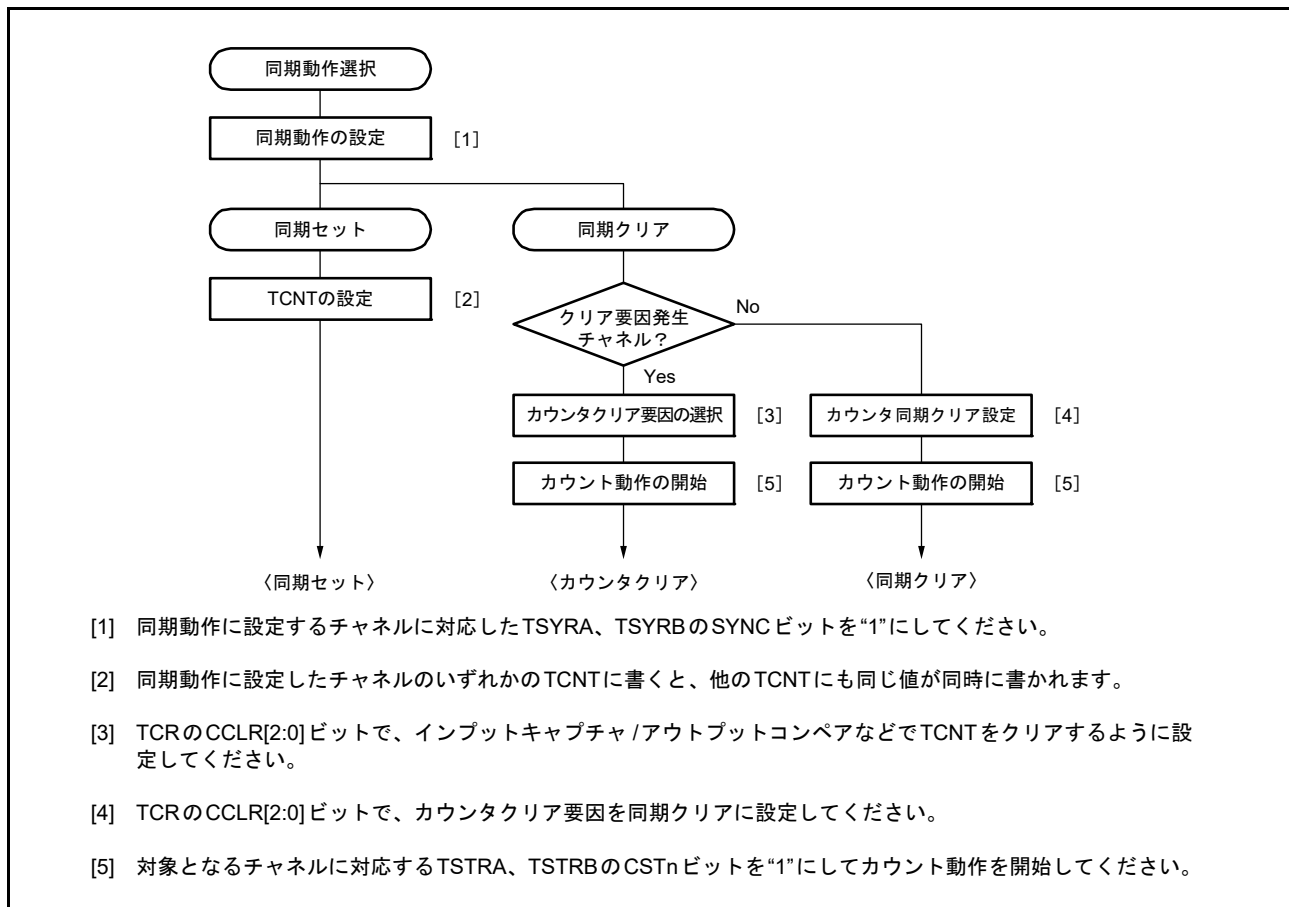 同期動作選択
同期動作の設定 [1]
同期セット 同期クリア
TCNTの設定 [2]
クリア要因発生
チャネル？
No
Yes
カウンタクリア要因の選択 [3] カウンタ同期クリア設定 [4]
カウント動作の開始 [5] カウント動作の開始 [5]
〈同期セット〉 〈カウンタクリア〉 〈同期クリア〉
[1] 同期動作に設定するチャネルに対応したTSYRA、TSYRBのSYNCビットを“1”にしてください。
[2] 同期動作に設定したチャネルのいずれかのTCNTに書くと、他のTCNTにも同じ値が同時に書かれます。
[3] TCRのCCLR[2:0]ビットで、インプットキャプチャ /アウトプットコンペアなどでTCNTをクリアするように設
定してください。
[4] TCRのCCLR[2:0]ビットで、カウンタクリア要因を同期クリアに設定してください。
[5] 対象となるチャネルに対応するTSTRA、TSTRBのCSTnビットを“1”にしてカウント動作を開始してください。